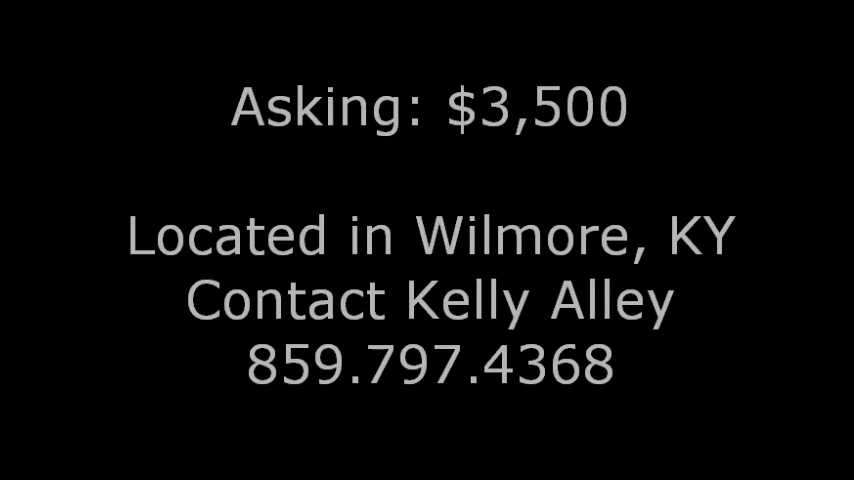 Asking: $3,500
Located in Wilmore, KY
Contact Kelly Alley
859.797.4368